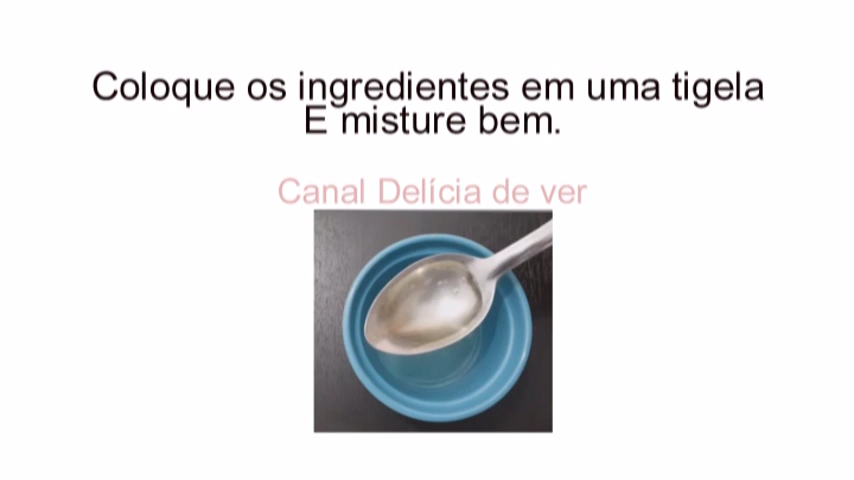 Coloque os ingredientes em uma tigela
E misture bem.
Canal Delícia de ver